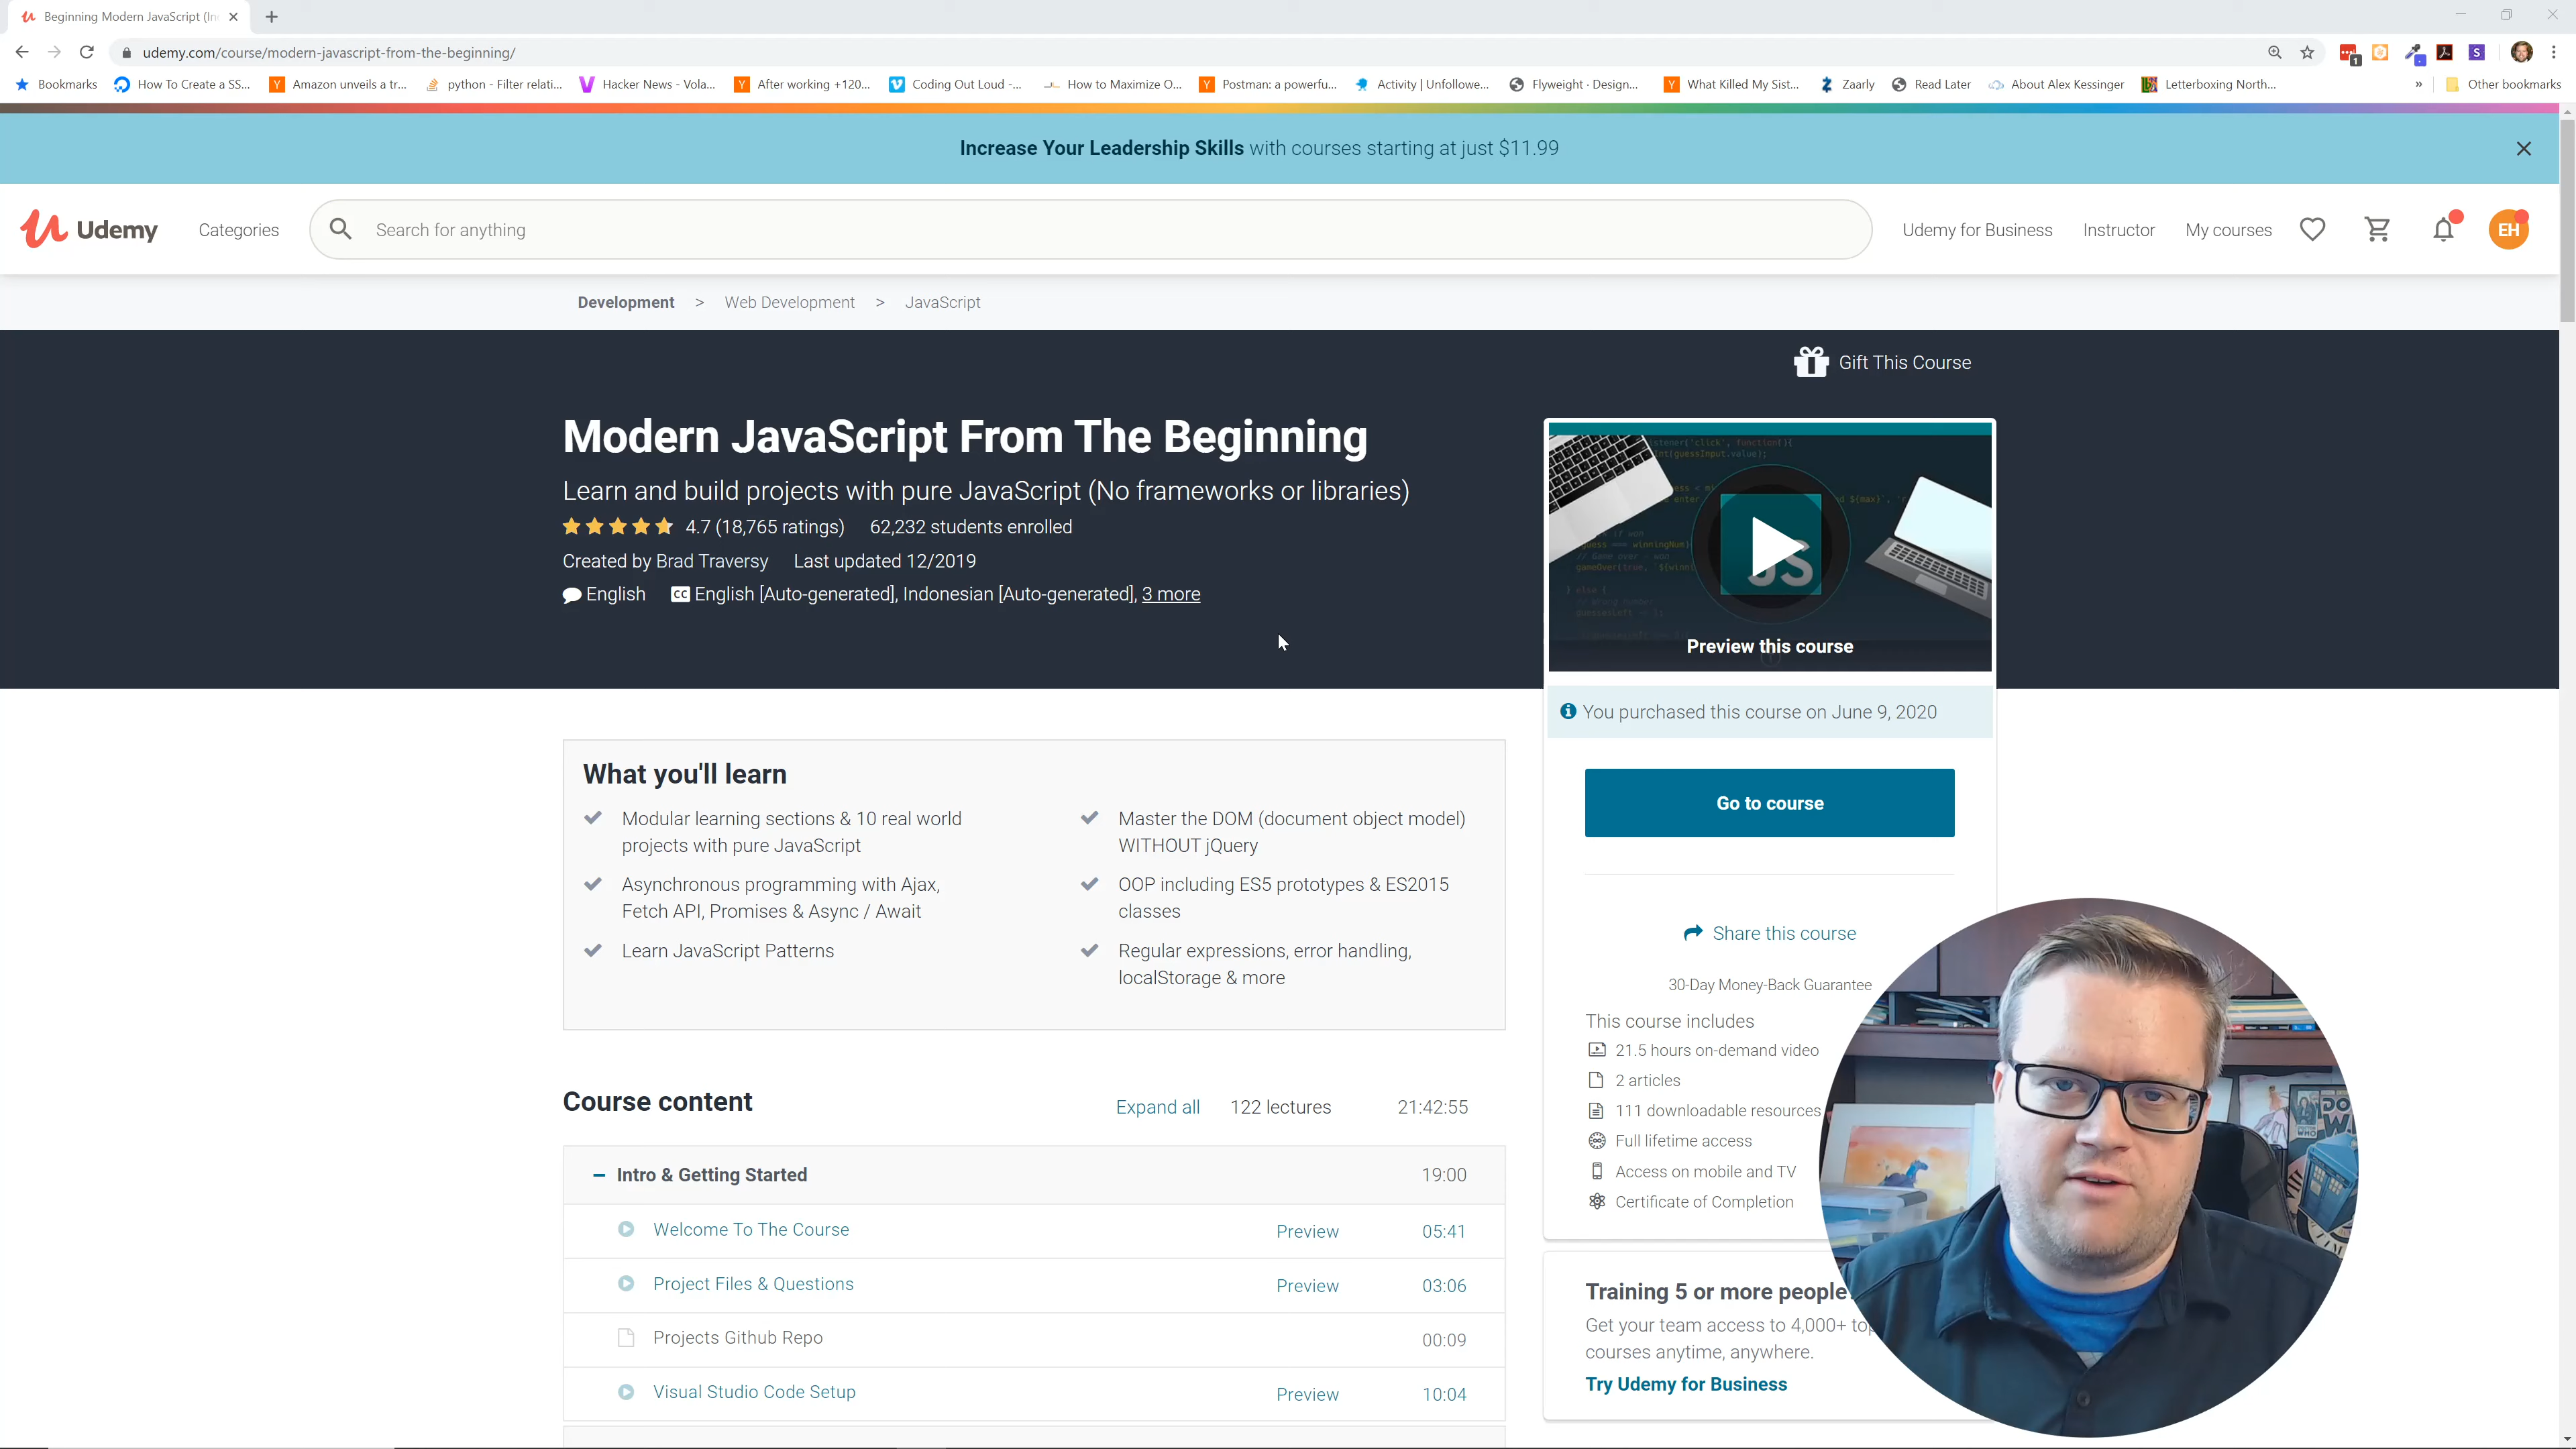 Beginning Modern JavaScript (In
udemy.com/course/modern-javascript-from-the-beginning/
1
S
Bookmarks
How To Create a SS...
Amazon unveils a tr...
python - Filter relati...
Hacker News - Vola...
After working +120...
Coding Out Loud -...
How to Maximize O...
Postman: a powerfu...
Activity | Unfollowe...
Flyweight · Design...
What Killed My Sist...
Zaarly
Read Later
About Alex Kessinger
Letterboxing North...
»
Other bookmarks
Increase Your Leadership Skills with courses starting at just $11.99
Udemy
Categories
Search for anything
Udemy for Business
Instructor
My courses
EH
Development > Web Development > JavaScript
Gift This Course
Modern JavaScript From The Beginning
Learn and build projects with pure JavaScript (No frameworks or libraries)
4.7 (18,765 ratings) 62,232 students enrolled
Created by Brad Traversy Last updated 12/2019
English CC English [Auto-generated], Indonesian [Auto-generated], 3 more
JS
Preview this course
You purchased this course on June 9, 2020
Go to course
Share this course
30-Day Money-Back Guarantee
This course includes
21.5 hours on-demand video
2 articles
111 downloadable resources
Full lifetime access
Access on mobile and TV
Certificate of Completion
Training 5 or more people
Get your team access to 4,000+ top
courses anytime, anywhere.
Try Udemy for Business
What you'll learn
Modular learning sections & 10 real world
projects with pure JavaScript
Asynchronous programming with Ajax,
Fetch API, Promises & Async / Await
Learn JavaScript Patterns
Master the DOM (document object model)
WITHOUT jQuery
OOP including ES5 prototypes & ES2015
classes
Regular expressions, error handling,
localStorage & more
Course content
Expand all 122 lectures 21:42:55
Intro & Getting Started 19:00
Welcome To The Course Preview 05:41
Project Files & Questions Preview 03:06
Projects Github Repo 00:09
Visual Studio Code Setup Preview 10:04